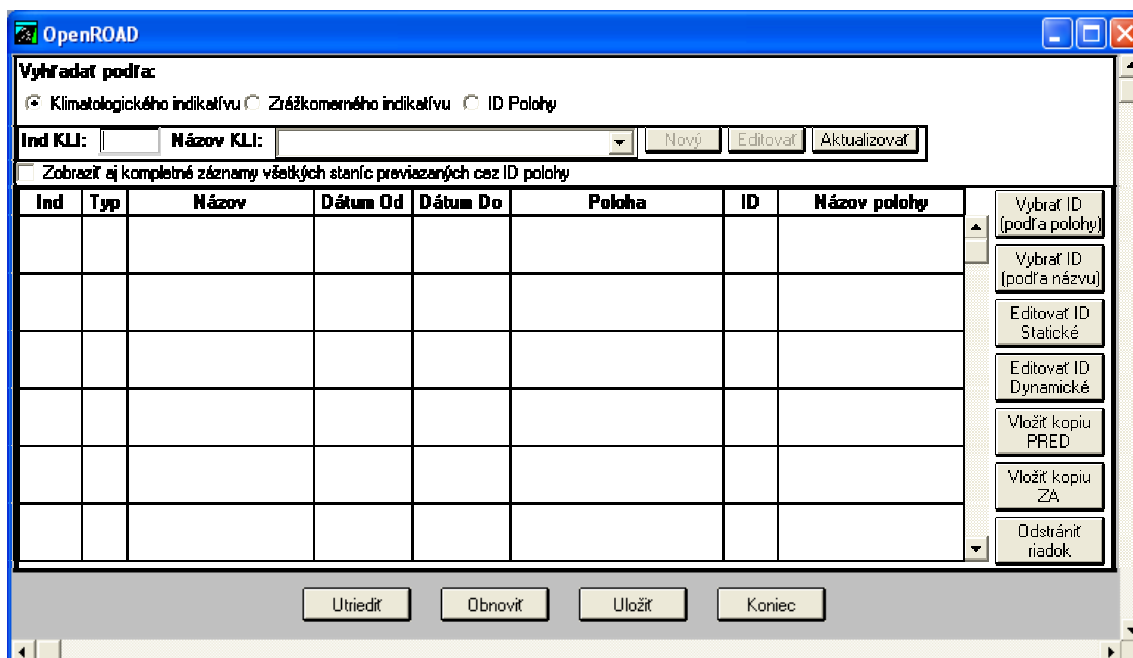 OpenROAD
Vyhľadať podľa:
Klimatologického indikatívu Zrážkomerného indikatívu ID Polohy
Ind KLI: Názov KLI: Nový Editovať Aktualizovať
Zobraziť aj kompletné záznamy všetkých staníc previazaných cez ID polohy
Ind Typ Názov Dátum Od Dátum Do Poloha ID Názov polohy
Vybrať ID
(podľa polohy)
Vybrať ID
(podľa názvu)
Editovať ID
Statické
Editovať ID
Dynamické
Vložiť kopiu
PRED
Vložiť kopiu
ZA
Odstrániť
riadok
Utriediť Obnoviť Uložiť Koniec